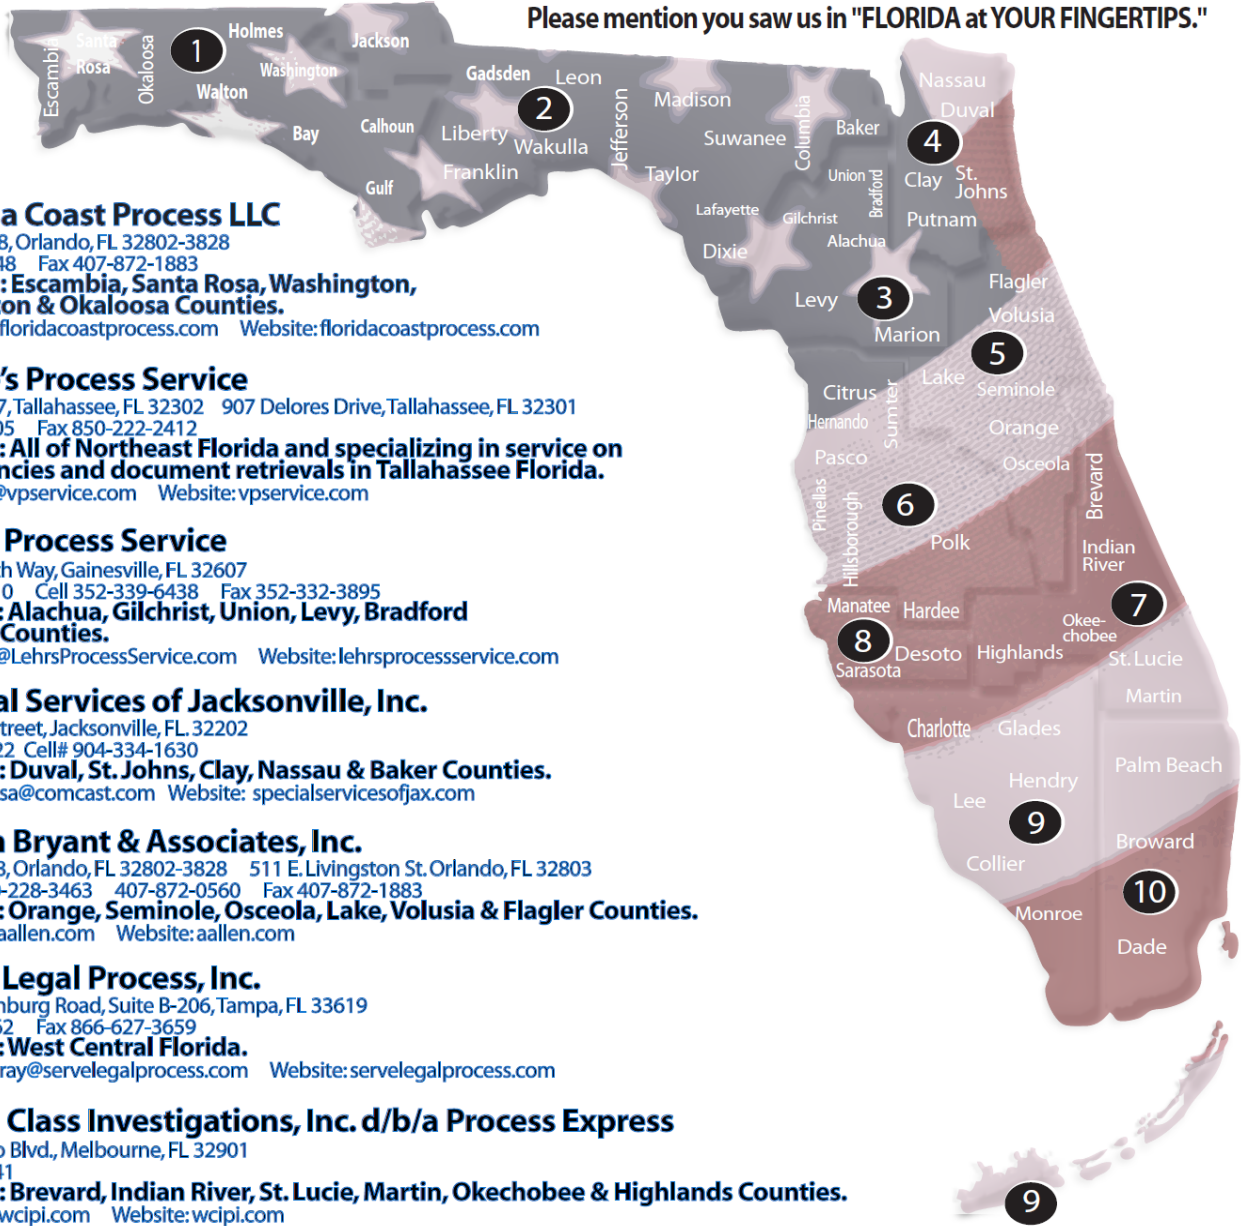 Please mention you saw us in "FLORIDA at YOUR FINGERTIPS."
Escambia
Santa
Rosa
Okaloosa
1
Holmes
Walton
Washington
Jackson
Bay
Calhoun
Gulf
Gadsden
Leon
2
Liberty
Wakulla
Franklin
Jefferson
Madison
Suwanee
Taylor
Lafayette
Dixie
Columbia
Baker
Union
Bradford
Gilchrist
Alachua
Nassau
Duval
4
Clay
St.
Johns
Putnam
Levy
3
Marion
Flagler
Volusia
5
Citrus
Hernando
Sumter
Lake
Seminole
Orange
Osceola
Pasco
Pinellas
Hillsborough
6
Polk
Brevard
Indian
River
7
Okee-
chobee
Manatee
Hardee
8
Sarasota
Desoto
Highlands
St. Lucie
Martin
Charlotte
Glades
Hendry
Palm Beach
Lee
9
Collier
Broward
10
Monroe
Dade
9
a Coast Process LLC
8, Orlando, FL 32802-3828
48 Fax 407-872-1883
: Escambia, Santa Rosa, Washington,
on & Okaloosa Counties.
floridacoastprocess.com Website: floridacoastprocess.com
's Process Service
7, Tallahassee, FL 32302 907 Delores Drive, Tallahassee, FL 32301
05 Fax 850-222-2412
: All of Northeast Florida and specializing in service on
ncies and document retrievals in Tallahassee Florida.
@vpservice.com Website: vpservice.com
Process Service
h Way, Gainesville, FL 32607
0 Cell 352-339-6438 Fax 352-332-3895
: Alachua, Gilchrist, Union, Levy, Bradford
Counties.
@LehrsProcessService.com Website: lehrsprocessservice.com
al Services of Jacksonville, Inc.
treet, Jacksonville, FL. 32202
22 Cell# 904-334-1630
: Duval, St. Johns, Clay, Nassau & Baker Counties.
sa@comcast.com Website: specialservicesofjax.com
n Bryant & Associates, Inc.
8, Orlando, FL 32802-3828 511 E. Livingston St. Orlando, FL 32803
-228-3463 407-872-0560 Fax 407-872-1883
: Orange, Seminole, Osceola, Lake, Volusia & Flagler Counties.
aallen.com Website: aallen.com
Legal Process, Inc.
nburg Road, Suite B-206, Tampa, FL 33619
52 Fax 866-627-3659
: West Central Florida.
ray@servelegalprocess.com Website: servelegalprocess.com
Class Investigations, Inc. d/b/a Process Express
o Blvd., Melbourne, FL 32901
41
: Brevard, Indian River, St. Lucie, Martin, Okechobee & Highlands Counties.
wcipi.com Website: wcipi.com